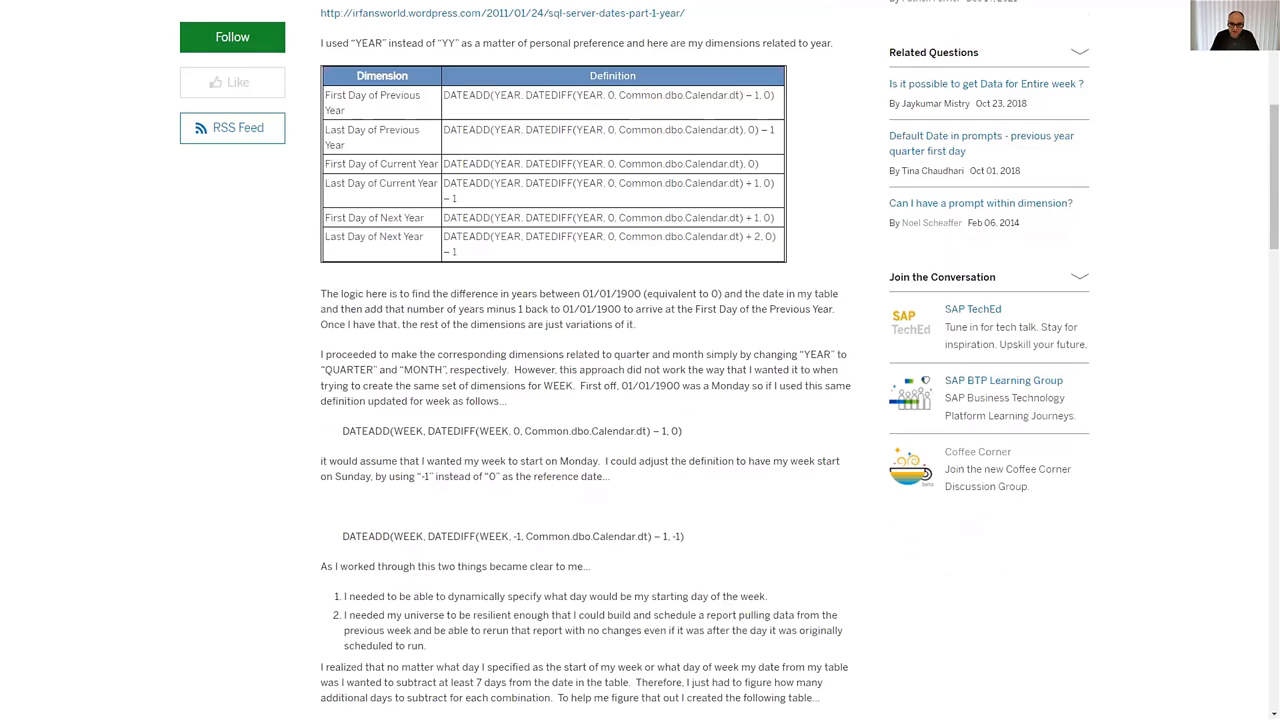 http://irfansworld.wordpress.com/2011/01/24/sql-server-dates-part-1-year/
I used "YEAR" instead of "YY" as a matter of personal preference and here are my dimensions related to year.
Follow
Like
RSS Feed
Dimension Definition
First Day of Previous DATEADD(YEAR, DATEDIFF(YEAR, 0, Common.dbo.Calendar.dt) – 1, 0)
Year
Last Day of Previous DATEADD(YEAR, DATEDIFF(YEAR, 0, Common.dbo.Calendar.dt), 0) – 1
Year
First Day of Current Year DATEADD(YEAR, DATEDIFF(YEAR, 0, Common.dbo.Calendar.dt), 0)
Last Day of Current Year DATEADD(YEAR, DATEDIFF(YEAR, 0, Common.dbo.Calendar.dt) + 1, 0)
– 1
First Day of Next Year DATEADD(YEAR, DATEDIFF(YEAR, 0, Common.dbo.Calendar.dt) + 1, 0)
Last Day of Next Year DATEADD(YEAR, DATEDIFF(YEAR, 0, Common.dbo.Calendar.dt) + 2, 0)
– 1
The logic here is to find the difference in years between 01/01/1900 (equivalent to 0) and the date in my table
and then add that number of years minus 1 back to 01/01/1900 to arrive at the First Day of the Previous Year.
Once I have that, the rest of the dimensions are just variations of it.
I proceeded to make the corresponding dimensions related to quarter and month simply by changing "YEAR" to
"QUARTER" and "MONTH", respectively. However, this approach did not work the way that I wanted it to when
trying to create the same set of dimensions for WEEK. First off, 01/01/1900 was a Monday so if I used this same
definition updated for week as follows...
DATEADD(WEEK, DATEDIFF(WEEK, 0, Common.dbo.Calendar.dt) – 1, 0)
it would assume that I wanted my week to start on Monday. I could adjust the definition to have my week start
on Sunday, by using "-1" instead of "0" as the reference date...
DATEADD(WEEK, DATEDIFF(WEEK, -1, Common.dbo.Calendar.dt) – 1, -1)
As I worked through this two things became clear to me...
1. I needed to be able to dynamically specify what day would be my starting day of the week.
2. I needed my universe to be resilient enough that I could build and schedule a report pulling data from the
previous week and be able to rerun that report with no changes even if it was after the day it was originally
scheduled to run.
I realized that no matter what day I specified as the start of my week or what day of week my date from my table
was I wanted to subtract at least 7 days from the date in the table. Therefore, I just had to figure how many
additional days to subtract for each combination. To help me figure that out I created the following table...
Related Questions
Is it possible to get Data for Entire week ?
By Jaykumar Mistry Oct 23, 2018
Default Date in prompts - previous year
quarter first day
By Tina Chaudhari Oct 01, 2018
Can I have a prompt within dimension?
By Noel Scheaffer Feb 06, 2014
Join the Conversation
SAP
TechEd
SAP TechEd
Tune in for tech talk. Stay for
inspiration. Upskill your future.
SAP BTP Learning Group
SAP Business Technology
Platform Learning Journeys.
Coffee Corner
Join the new Coffee Corner
Discussion Group.
beta